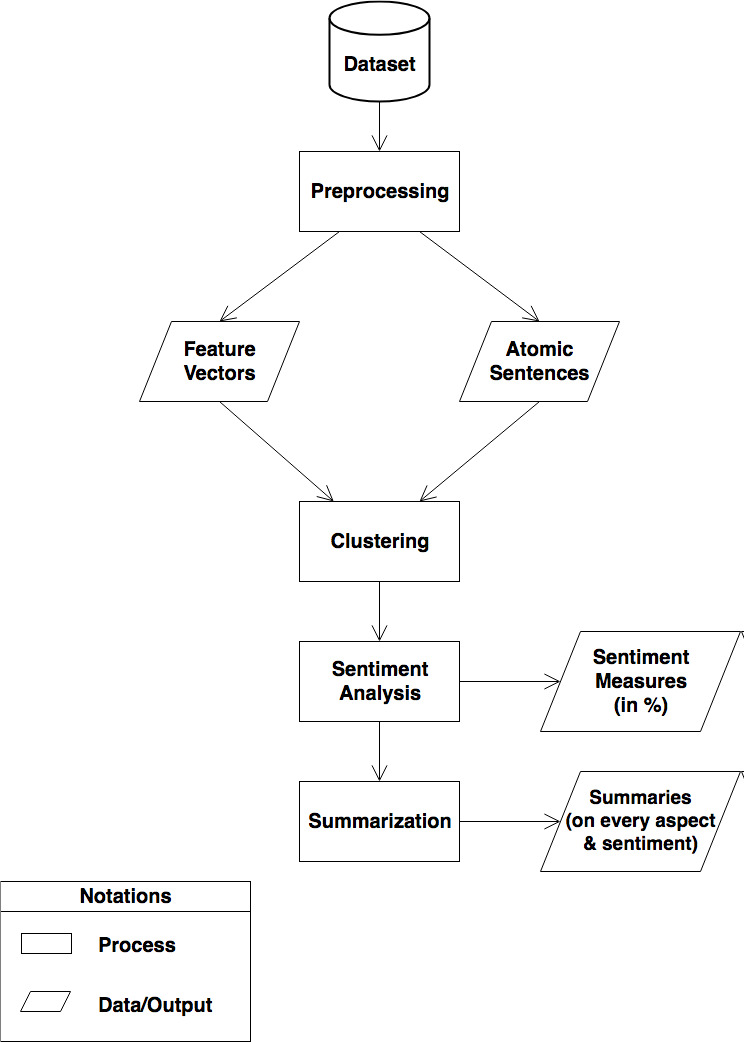 Dataset
Preprocessing
Feature
Vectors
Atomic
Sentences
Clustering
Sentiment
Analysis
Sentiment
Measures
(in %)
Summarization
Summaries
(on every aspect
& sentiment)
Notations
Process
Data/Output